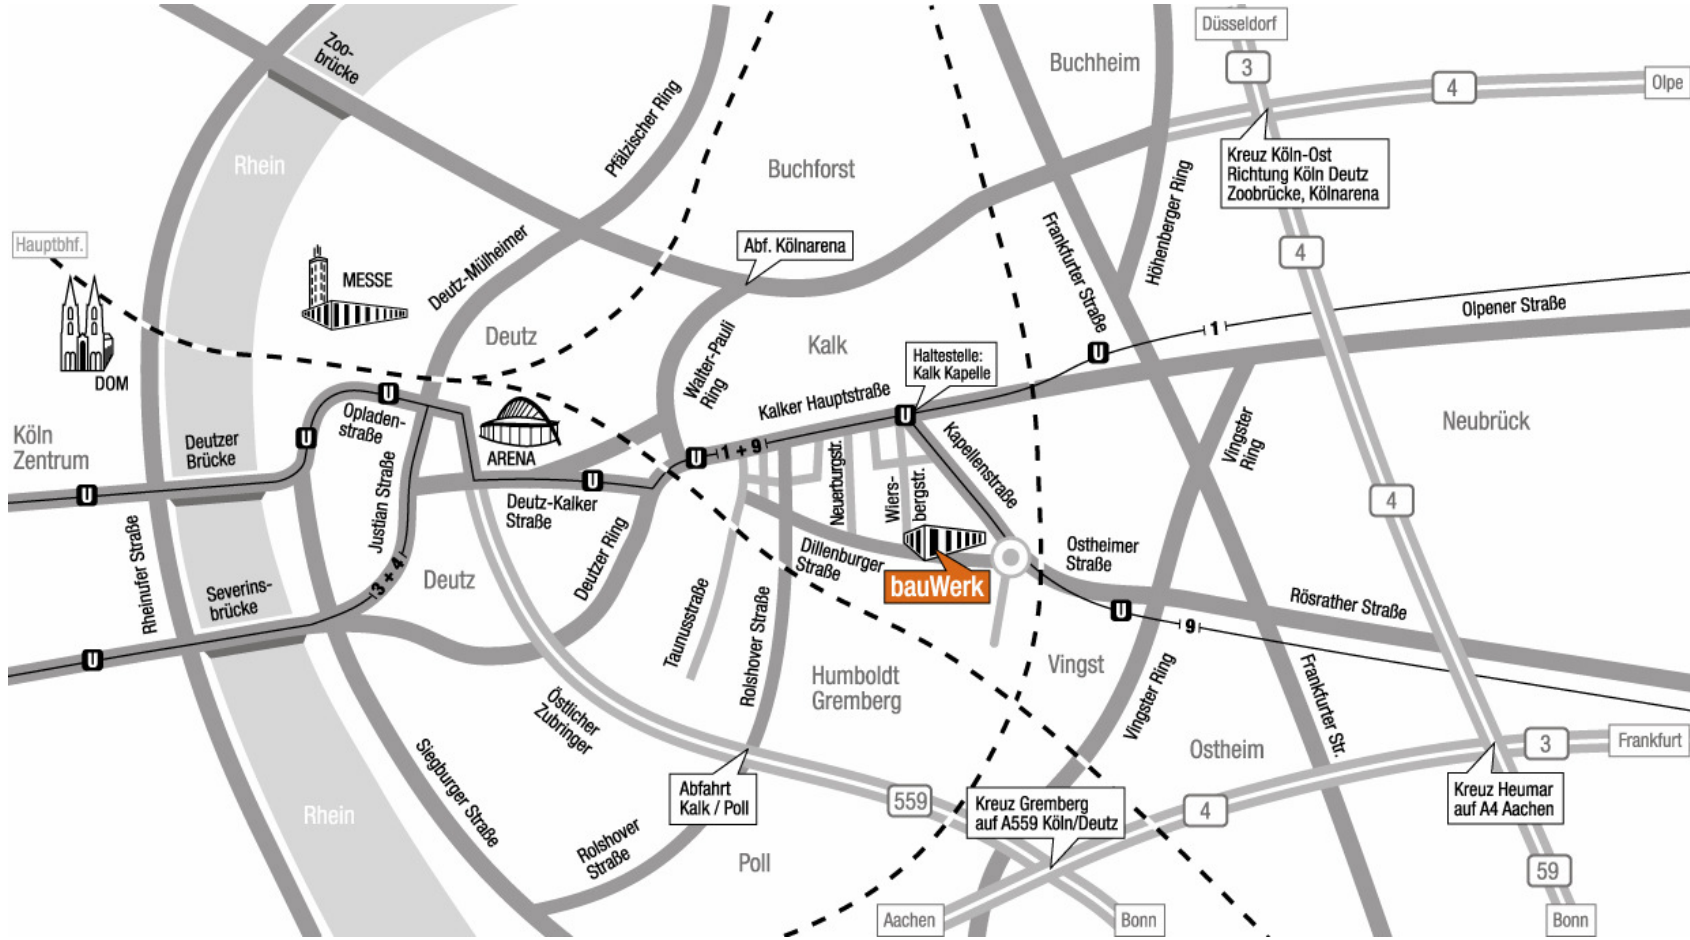 Düsseldorf
3
Zoo-
brücke
Buchheim
4
Olpe
Pfälzischer Ring
Rhein
Buchforst
Kreuz Köln-Ost
Richtung Köln Deutz
Zoobrücke, Kölnarena
Höhenberger Ring
Hauptbhf.
MESSE
Deutz-Mülheimer
Abf. Kölnarena
Frankfurter Straße
4
Olpener Straße
1
Deutz
Kalk
Walter-Pauli
Ring
U
Haltestelle:
Kalk Kapelle
DOM
U
Opladen-
straße
Kalker Hauptstraße
U
Köln
Zentrum
Deutzer
Brücke
U
ARENA
U
1 + 9
Kapellenstraße
Vingster
Ring
Neubrück
U
Justian Straße
U
Deutz-Kalker
Straße
Neuerburgstr.
Wiers-
bergstr.
4
Rheinufer Straße
Deutzer Ring
Dillenburger
Straße
Ostheimer
Straße
3 + 4
Deutz
Severins-
brücke
bauWerk
U
9
Rösrather Straße
U
Taunusstraße
Rolshover Straße
Humboldt
Gremberg
Vingst
Vingster Ring
Frankfurter Str.
Östlicher
Zubringer
Siegburger Straße
Ostheim
3
Frankfurt
Abfahrt
Kalk / Poll
559
Kreuz Gremberg
auf A559 Köln/Deutz
4
Kreuz Heumar
auf A4 Aachen
Rhein
Rolshover
Straße
Poll
59
Aachen
Bonn
Bonn